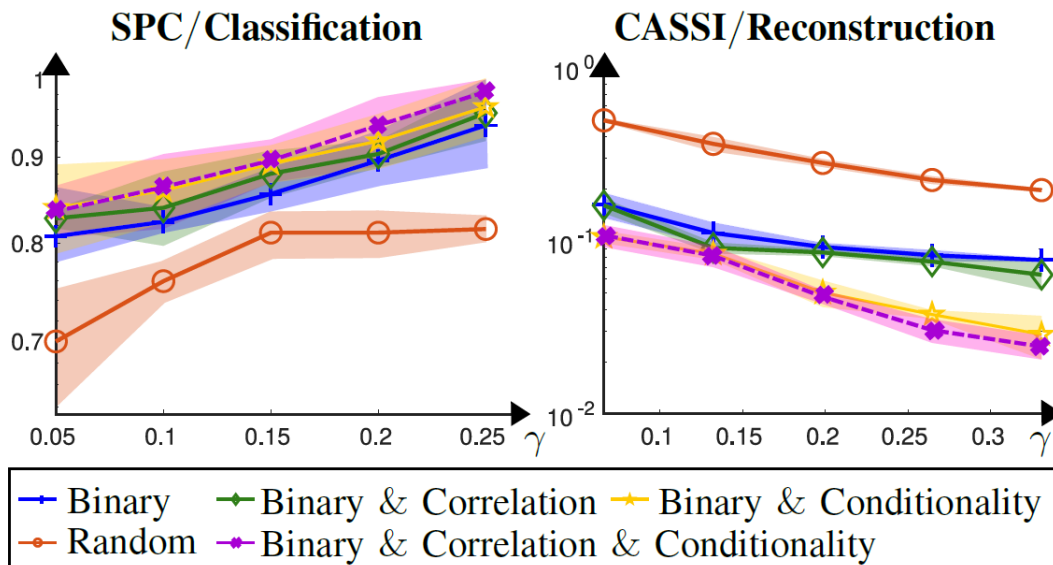 SPC/Classification
1
0.9
0.8
0.7
0.05 0.1 0.15 0.2 0.25 γ
CASSI/Reconstruction
10^0
10^-1
10^-2
0.1 0.15 0.2 0.25 0.3 γ
Binary Binary & Correlation Binary & Conditionality
Random Binary & Correlation & Conditionality